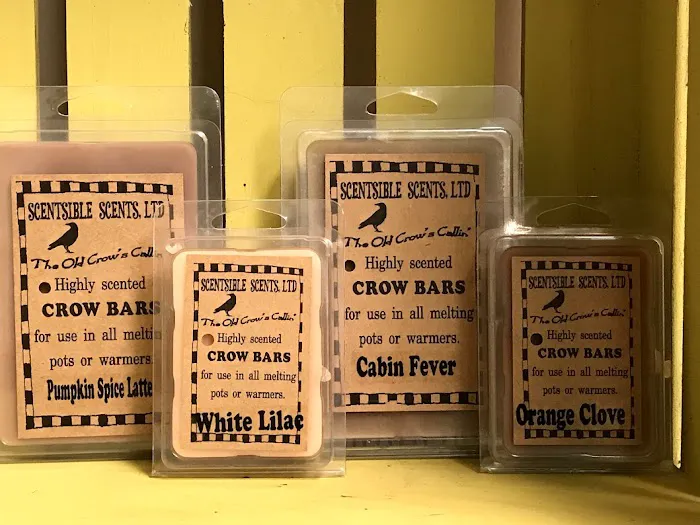 SCENTSIBLE SCENTS, LTD
The Old Crow's Callin'
Highly scented
CROW BARS
for use in all melting
pots or warmers.
Pumpkin Spice Latte
SCENTSIBLE SCENTS, LTD
The Old Crow's Callin'
Highly scented
CROW BARS
for use in all melting
pots or warmers.
White Lilac
SCENTSIBLE SCENTS, LTD
The Old Crow's Callin'
Highly scented
CROW BARS
for use in all melting
pots or warmers.
Cabin Fever
SCENTSIBLE SCENTS, LTD
The Old Crow's Callin'
Highly scented
CROW BARS
for use in all melting
pots or warmers.
Orange Clove